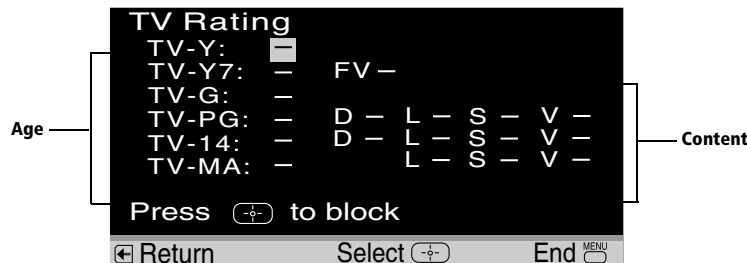 TV Rating
TV-Y: –
TV-Y7: – FV –
TV-G: –
TV-PG: – D – L – S – V –
TV-14: – D – L – S – V –
TV-MA: – L – S – V –
Age
Content
Press to block
Return Select End MENU